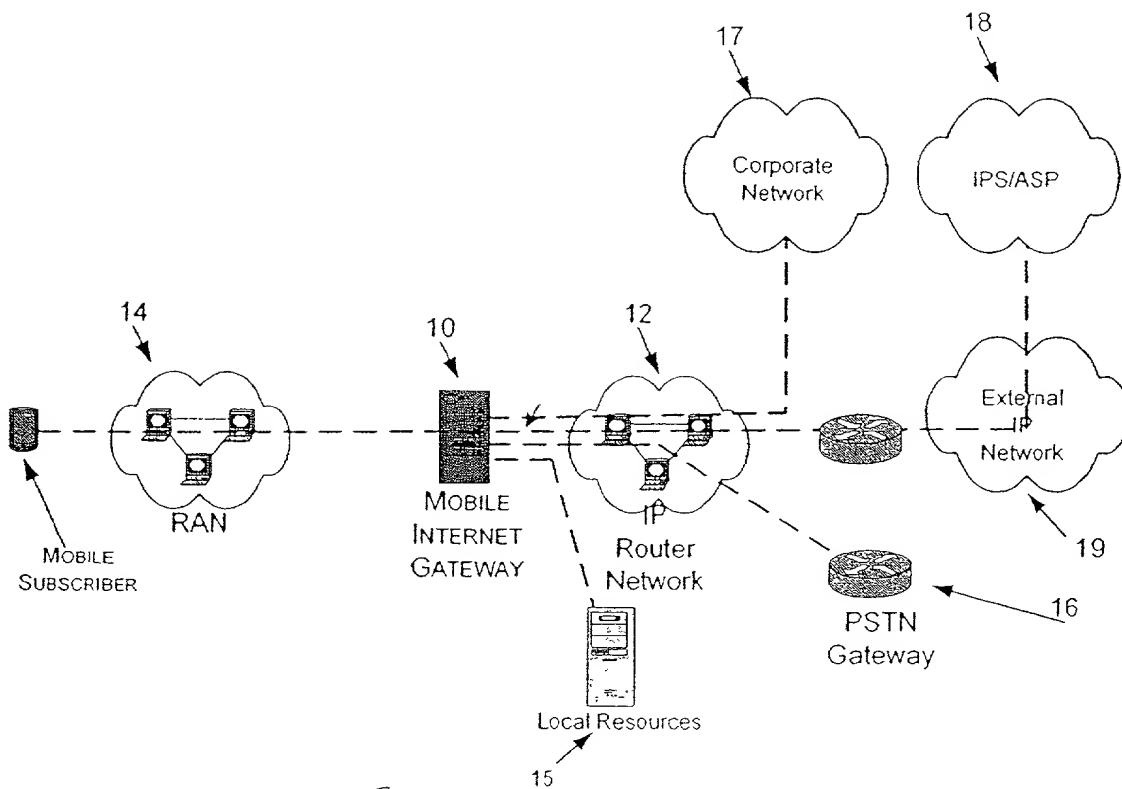 17
18
Corporate
Network
IPS/ASP
14
10
12
External
IP
Network
RAN
MOBILE
SUBSCRIBER
MOBILE
INTERNET
GATEWAY
IP
Router
Network
19
16
PSTN
Gateway
Local Resources
15